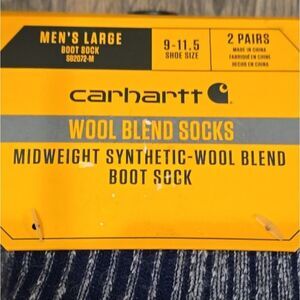 MEN'S LARGE
BOOT SOCK
SB2072-M
9-11.5
SHOE SIZE
2 PAIRS
MADE IN CHINA
FABRIQUÉ EN CHINE
HECHO EN CHINA
carhartt
WOOL BLEND SOCKS
MIDWEIGHT SYNTHETIC-WOOL BLEND
BOOT SOCK